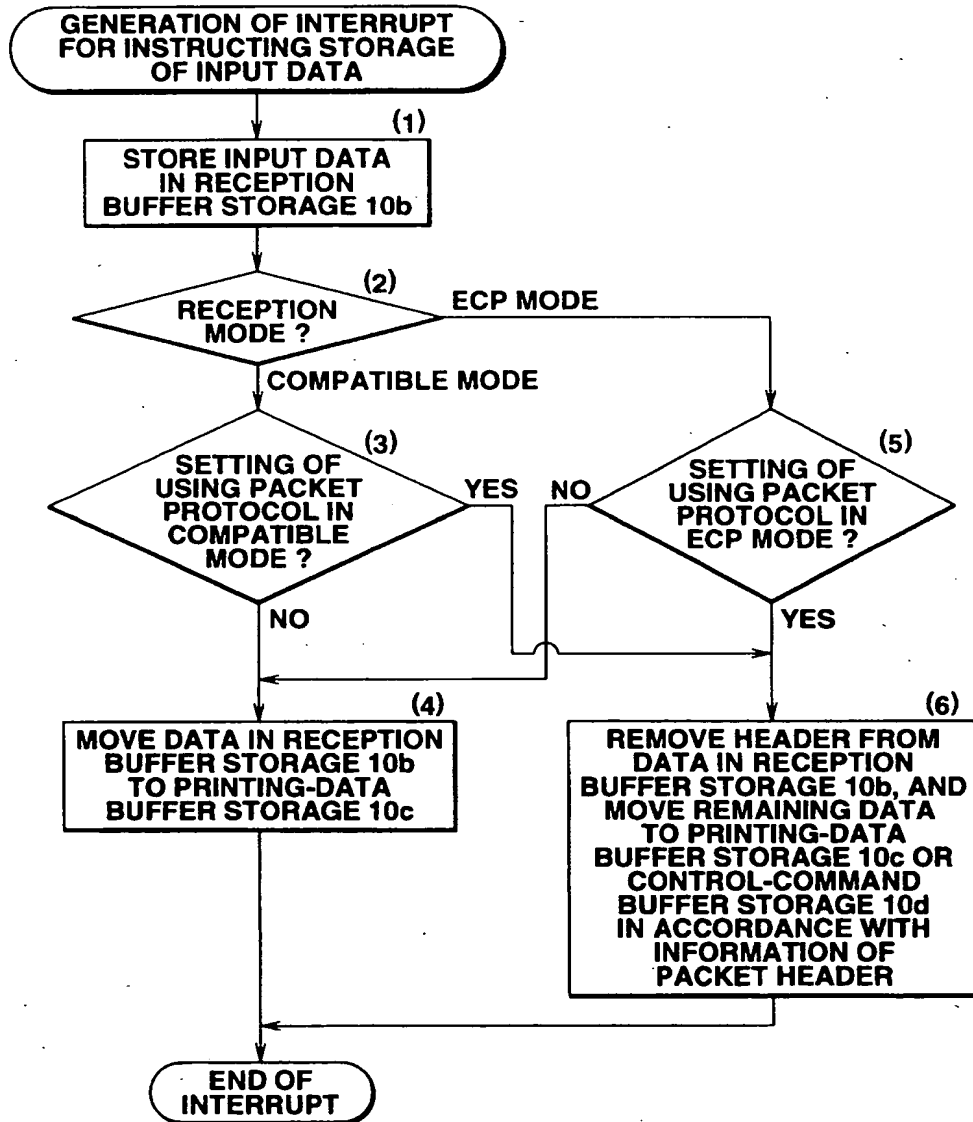 GENERATION OF INTERRUPT
FOR INSTRUCTING STORAGE
OF INPUT DATA
(1)
STORE INPUT DATA
IN RECEPTION
BUFFER STORAGE 10b
(2)
RECEPTION
MODE ?
ECP MODE
COMPATIBLE MODE
(3)
SETTING OF
USING PACKET
PROTOCOL IN
COMPATIBLE
MODE ?
YES
NO
(5)
SETTING OF
USING PACKET
PROTOCOL IN
ECP MODE ?
NO
YES
(4)
MOVE DATA IN RECEPTION
BUFFER STORAGE 10b
TO PRINTING-DATA
BUFFER STORAGE 10c
(6)
REMOVE HEADER FROM
DATA IN RECEPTION
BUFFER STORAGE 10b, AND
MOVE REMAINING DATA
TO PRINTING-DATA
BUFFER STORAGE 10c OR
CONTROL-COMMAND
BUFFER STORAGE 10d
IN ACCORDANCE WITH
INFORMATION OF
PACKET HEADER
END OF
INTERRUPT